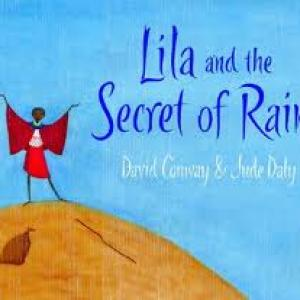 Lila and the
Secret of Rain
David Conway & Jude Daly